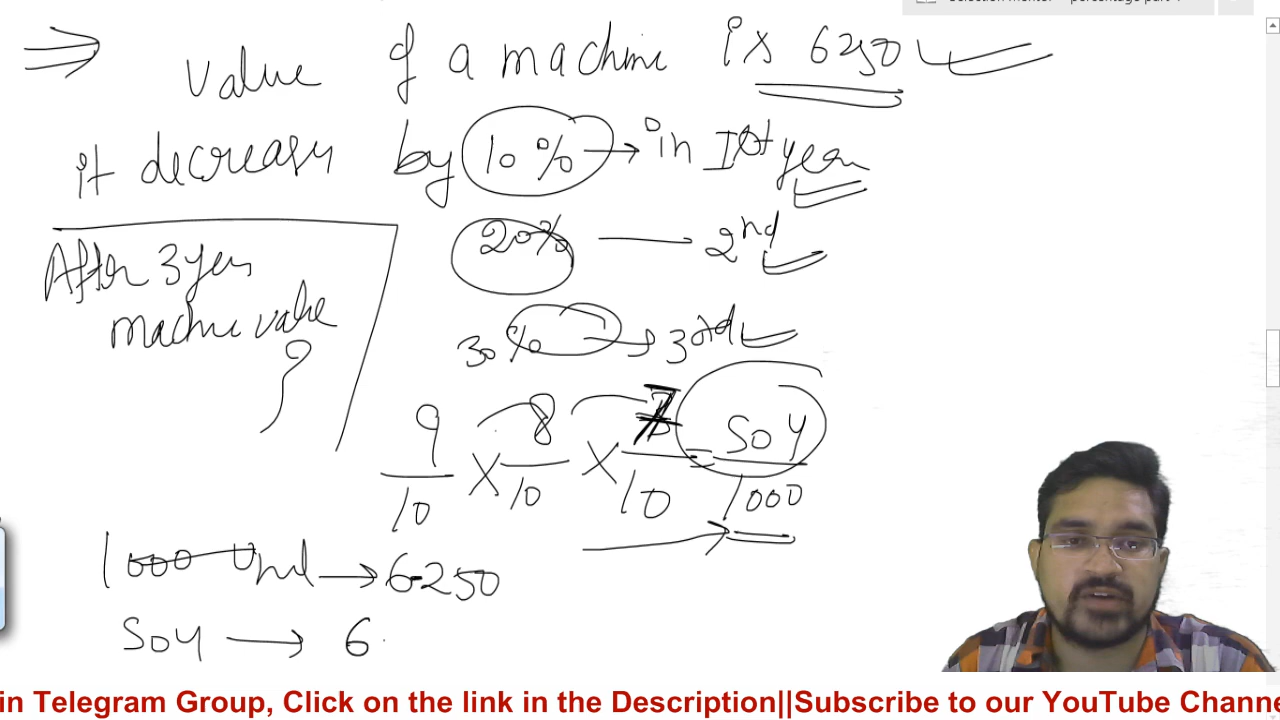 ⇒ value of a machine is 6250
it decreases by 10% → in Ist year
20% — 2nd
After 3 year
machine value
?
30% → 3rd
9/10 × 8/10 × 7/10 = 504/1000
1000 Unit → 6250
504 → 6
in Telegram Group, Click on the link in the Description||Subscribe to our YouTube Channe